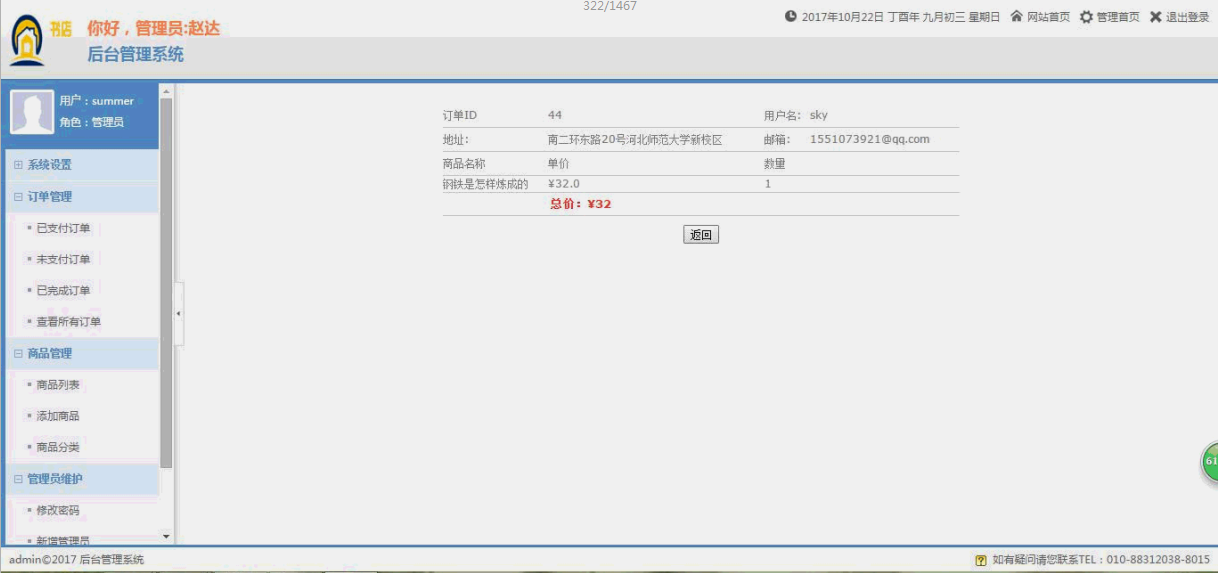 322/1467
书店
你好，管理员:赵达
后台管理系统
2017年10月22日 丁酉年 九月初三 星期日 网站首页 管理首页 退出登录
用户：summer
角色：管理员
系统设置
订单管理
已支付订单
未支付订单
已完成订单
查看所有订单
商品管理
商品列表
添加商品
商品分类
管理员维护
修改密码
新增管理员
订单ID 44 用户名： sky
地址： 南二环东路20号河北师范大学新校区 邮箱： 1551073921@qq.com
商品名称 单价 数量
钢铁是怎样炼成的 ¥32.0 1
总价：¥32
返回
61
admin©2017 后台管理系统
如有疑问请您联系TEL：010-88312038-8015